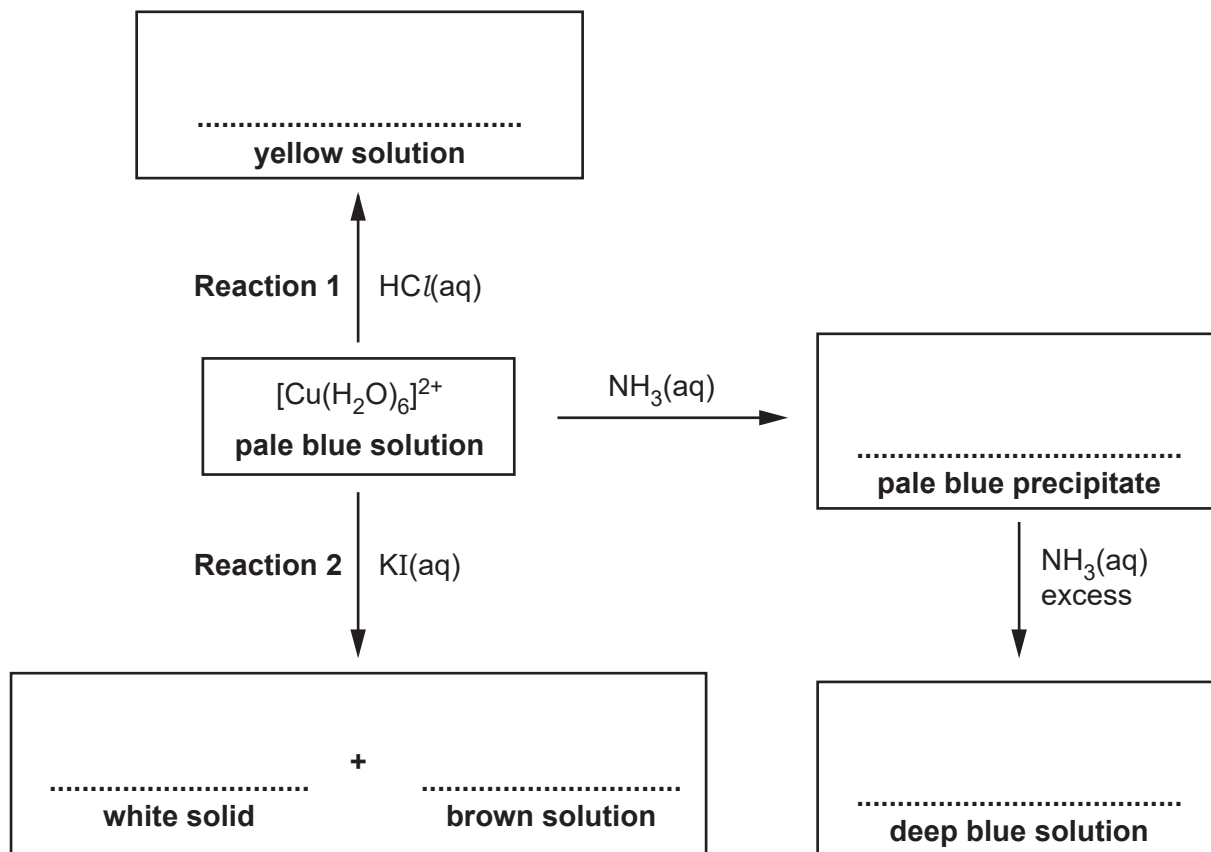 ........................................
yellow solution
Reaction 1 HCl(aq)
[Cu(H₂O)₆]²⁺
pale blue solution
NH₃(aq)
........................................
pale blue precipitate
Reaction 2 KI(aq)
NH₃(aq)
excess
................................ + ................................
white solid brown solution
........................................
deep blue solution